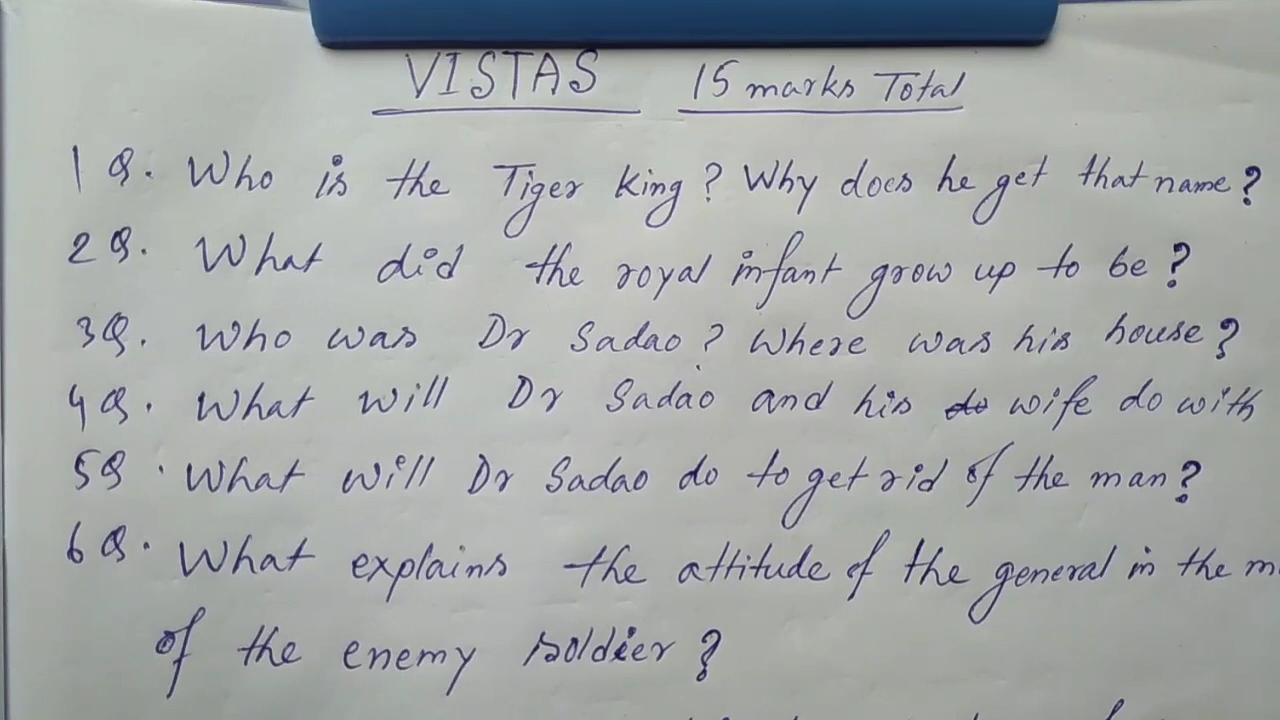 VISTAS 15 marks Total
1 Q. Who is the Tiger King? Why does he get that name?
2 Q. What did the royal infant grow up to be?
3Q. Who was Dr Sadao? Where was his house?
4 Q. What will Dr Sadao and his do wife do with
5Q. What will Dr Sadao do to get rid of the man?
6 Q. What explains the attitude of the general in the
of the enemy soldier?